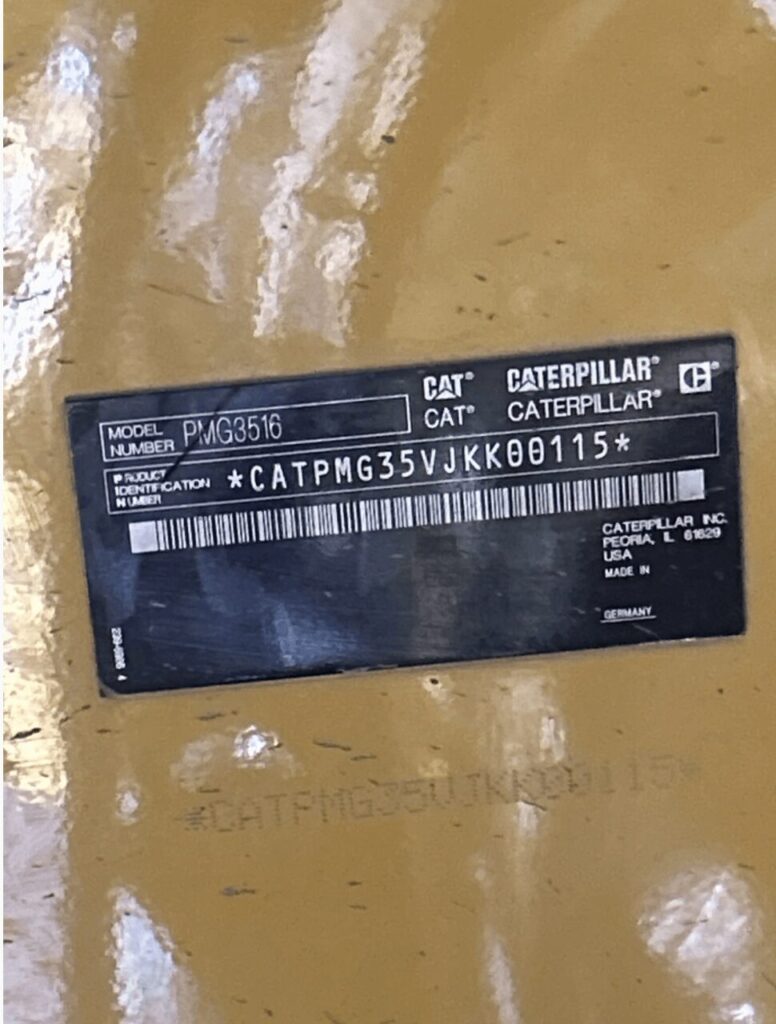 CAT® CATERPILLAR®
CAT® CATERPILLAR®
MODEL NUMBER PMG3516
PRODUCT IDENTIFICATION NUMBER *CATPMG35VJKK00115*
CATERPILLAR INC.
PEORIA, IL 61629
USA
MADE IN
GERMANY
*CATPMG35VJKK00115*